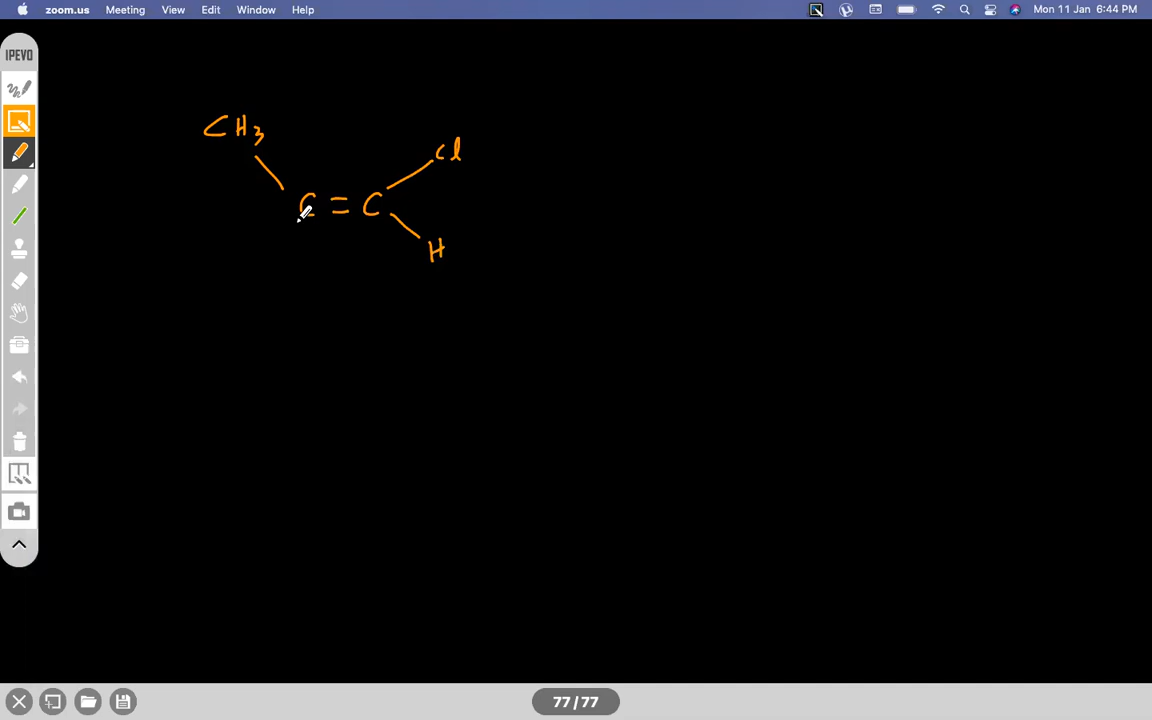 zoom.us Meeting View Edit Window Help Mon 11 Jan 6:44 PM
IPEVO
CH3
Cl
C = C
H
77/77